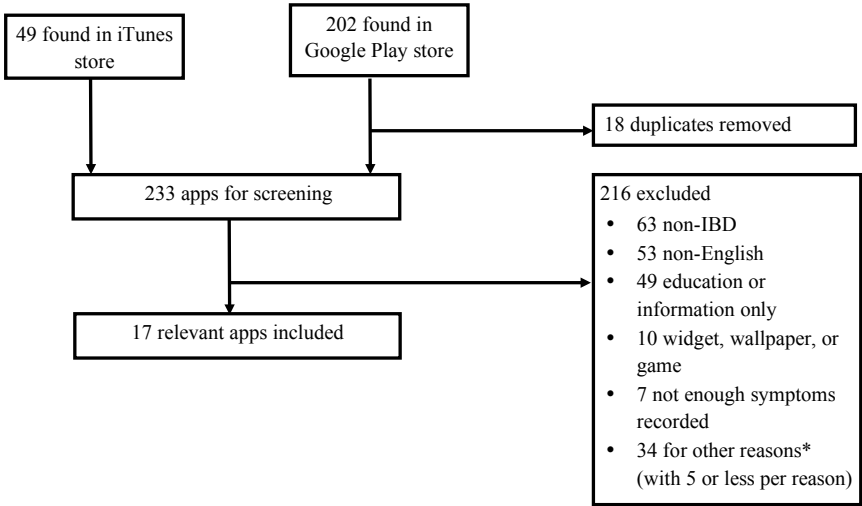 49 found in iTunes
store
202 found in
Google Play store
18 duplicates removed
233 apps for screening
216 excluded
• 63 non-IBD
• 53 non-English
• 49 education or
information only
• 10 widget, wallpaper, or
game
• 7 not enough symptoms
recorded
• 34 for other reasons*
(with 5 or less per reason)
17 relevant apps included